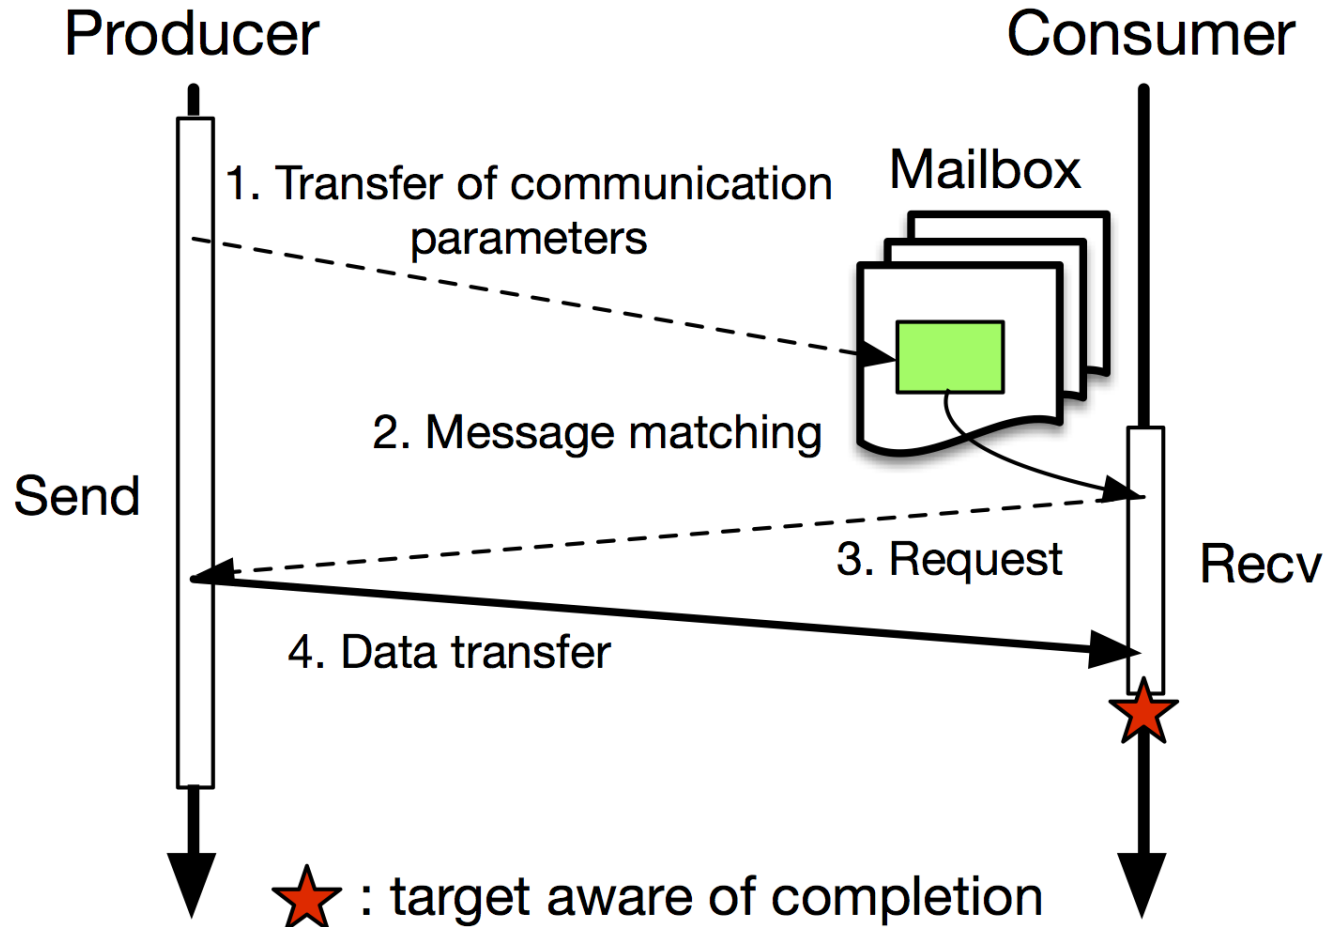 Producer
Consumer
1. Transfer of communication
parameters
Mailbox
2. Message matching
Send
3. Request
Recv
4. Data transfer
: target aware of completion